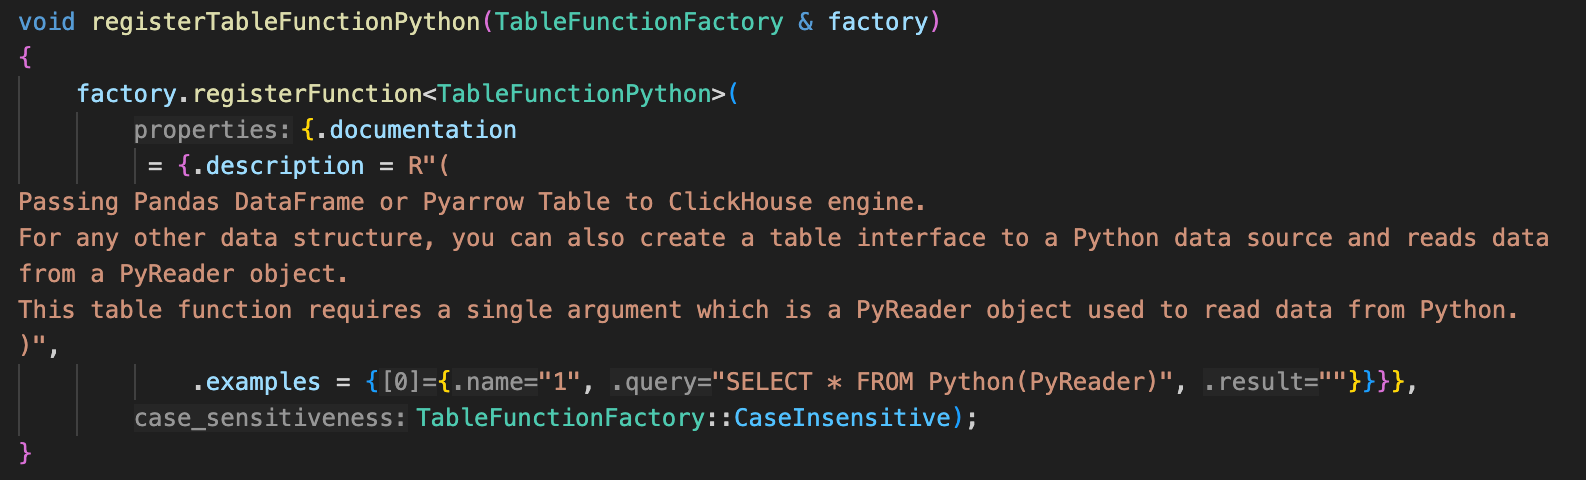 void registerTableFunctionPython(TableFunctionFactory & factory)
{
factory.registerFunction<TableFunctionPython>(
properties: {.documentation
= {.description = R"(
Passing Pandas DataFrame or Pyarrow Table to ClickHouse engine.
For any other data structure, you can also create a table interface to a Python data source and reads data
from a PyReader object.
This table function requires a single argument which is a PyReader object used to read data from Python.
)",
.examples = {[0]={.name="1", .query="SELECT * FROM Python(PyReader)", .result=""}}}},
case_sensitiveness: TableFunctionFactory::CaseInsensitive);
}